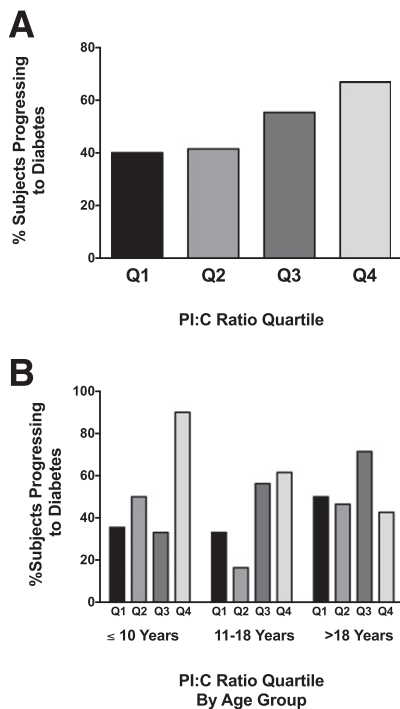 A
% Subjects Progressing
to Diabetes
80
60
40
20
0
Q1 Q2 Q3 Q4
PI:C Ratio Quartile
B
%Subjects Progressing
to Diabetes
100
80
60
40
20
0
Q1 Q2 Q3 Q4 Q1 Q2 Q3 Q4 Q1 Q2 Q3 Q4
≤ 10 Years 11-18 Years >18 Years
PI:C Ratio Quartile
By Age Group